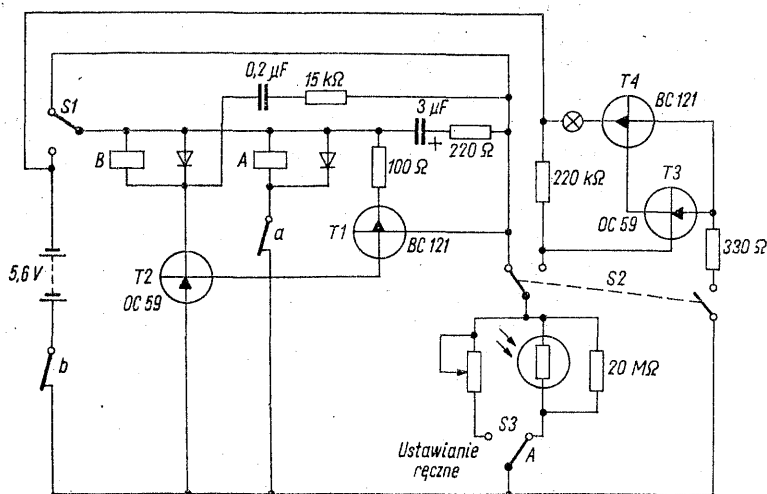 0,2 µF
15 kΩ
T4
BC 121
S1
3 µF
+
B
A
220 Ω
100 Ω
220 kΩ
T3
OC 59
a
T1
BC 121
330 Ω
5,6 V
T2
OC 59
S2
b
20 MΩ
S3
A
Ustawianie
ręczne